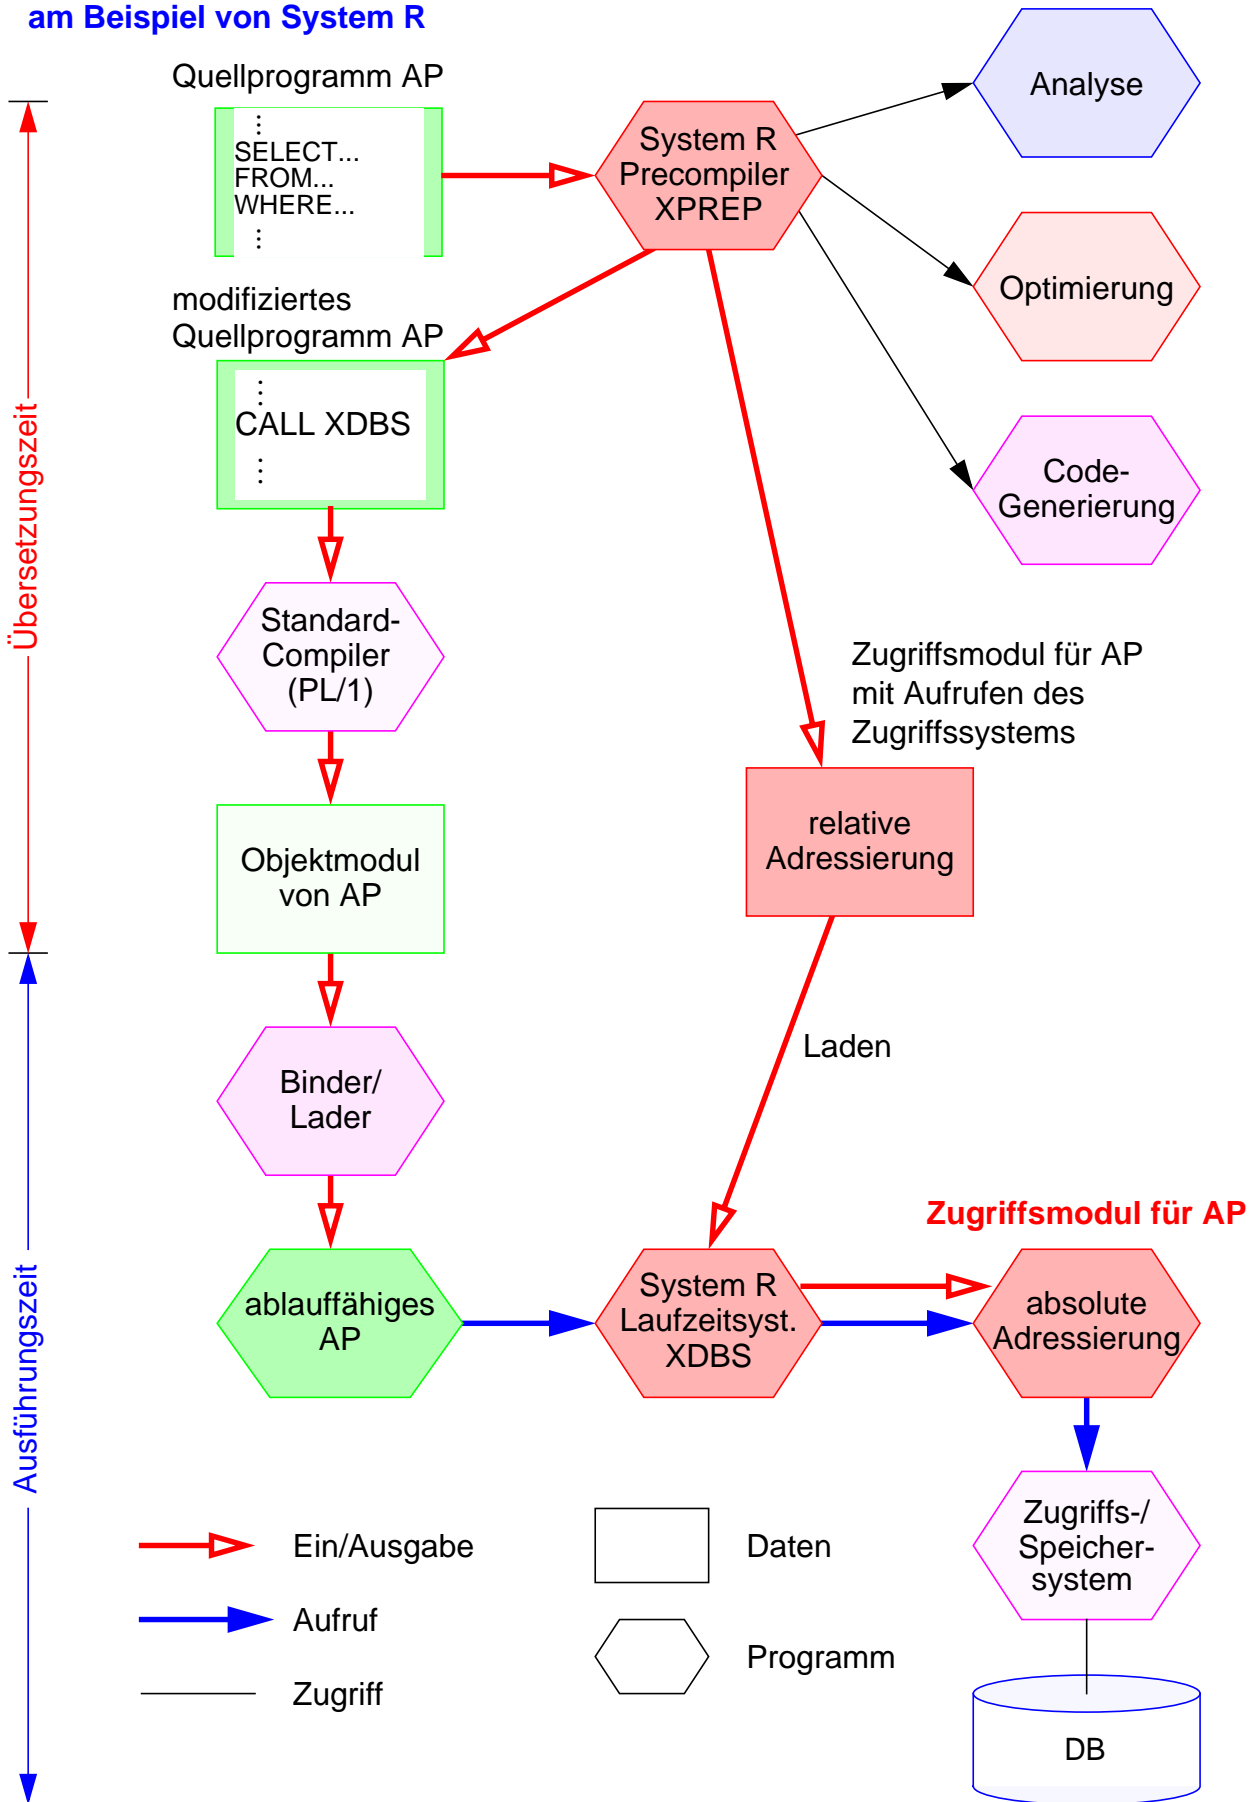 am Beispiel von System R
Quellprogramm AP
⋮
SELECT...
FROM...
WHERE...
⋮
System R
Precompiler
XPREP
Analyse
Optimierung
Code-
Generierung
modifiziertes
Quellprogramm AP
⋮
CALL XDBS
⋮
Übersetzungszeit
Standard-
Compiler
(PL/1)
Zugriffsmodul für AP
mit Aufrufen des
Zugriffssystems
Objektmodul
von AP
relative
Adressierung
Binder/
Lader
Laden
Ausführungszeit
Zugriffsmodul für AP
ablauffähiges
AP
System R
Laufzeitsyst.
XDBS
absolute
Adressierung
Zugriffs-/
Speicher-
system
DB
Ein/Ausgabe
Aufruf
Zugriff
Daten
Programm